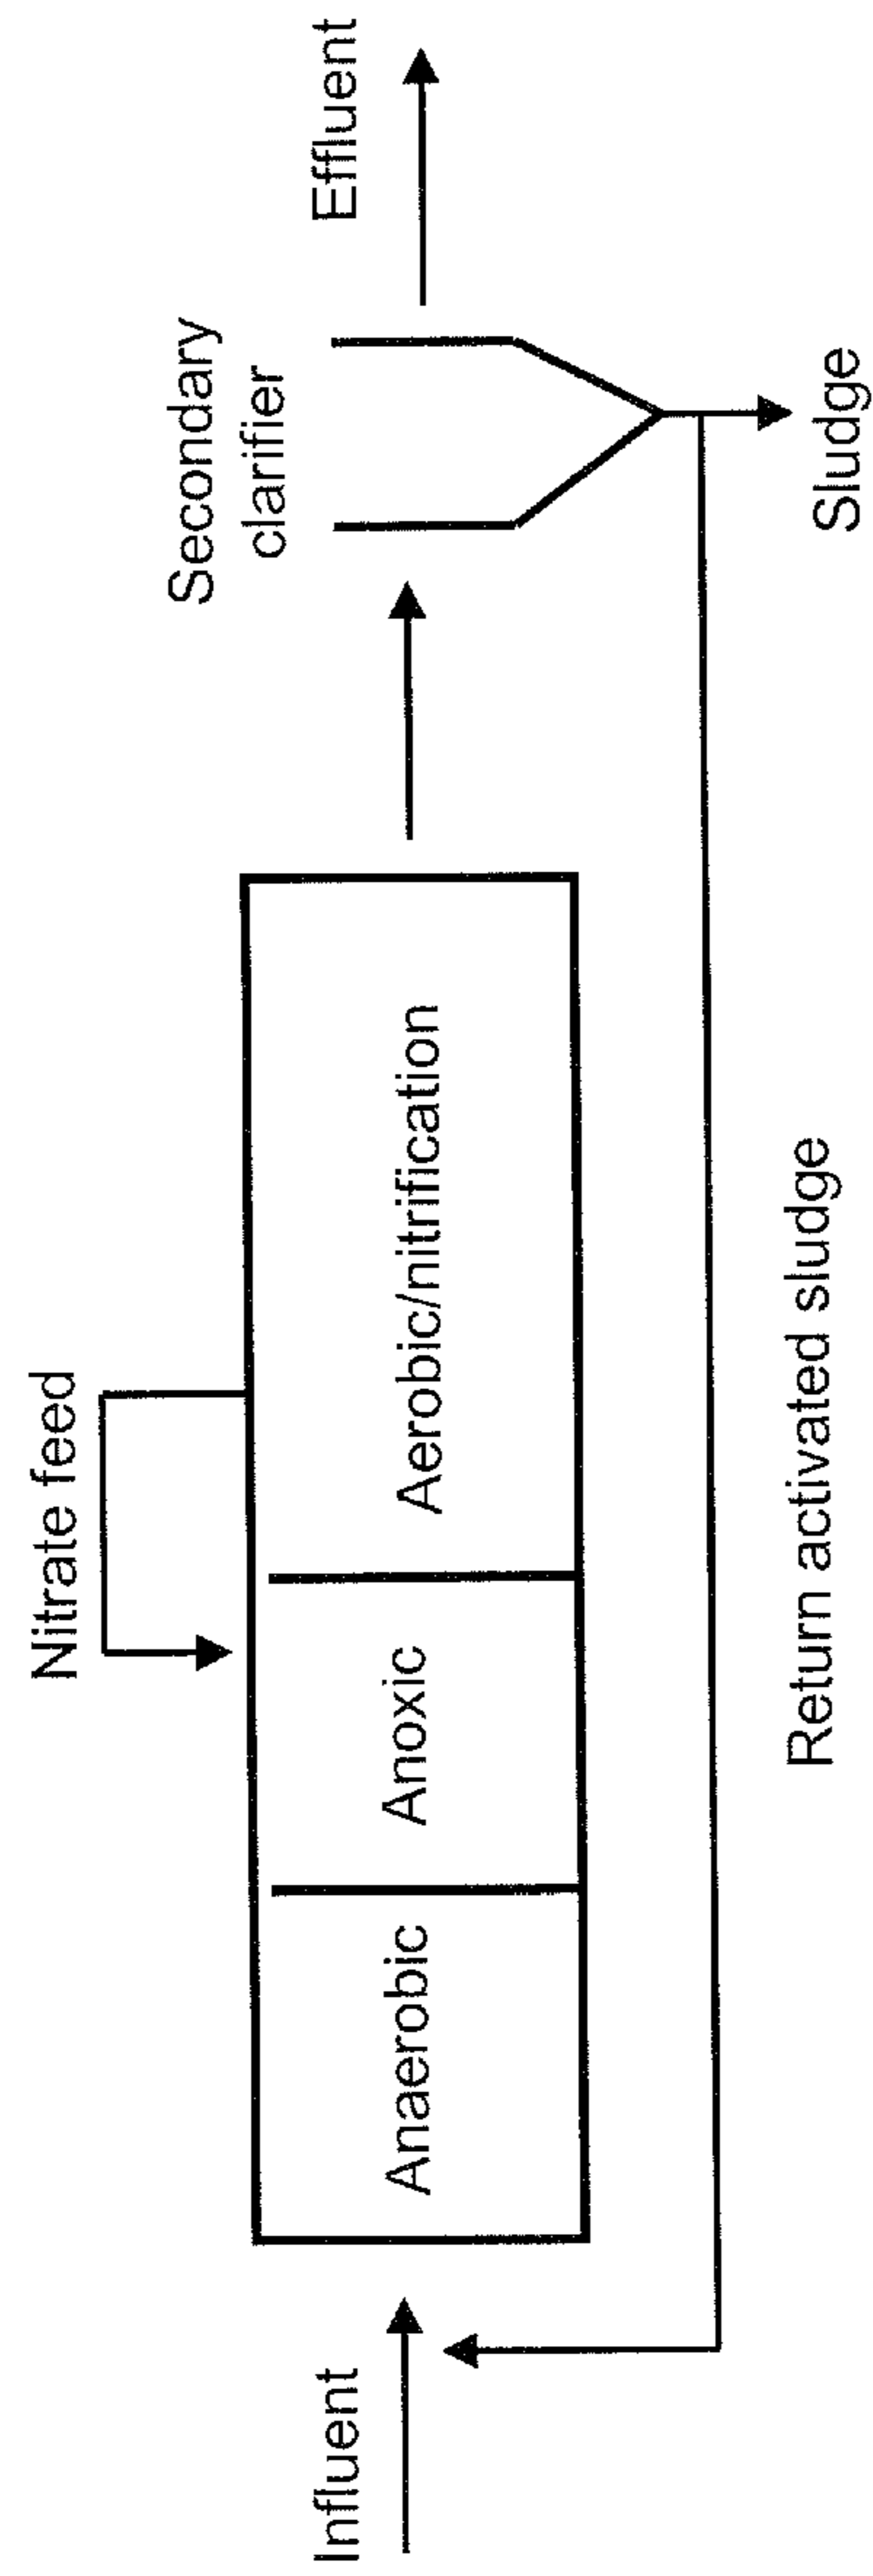 Nitrate feed
Secondary
clarifier
Influent
Anaerobic
Anoxic
Aerobic/nitrification
Effluent
Return activated sludge
Sludge